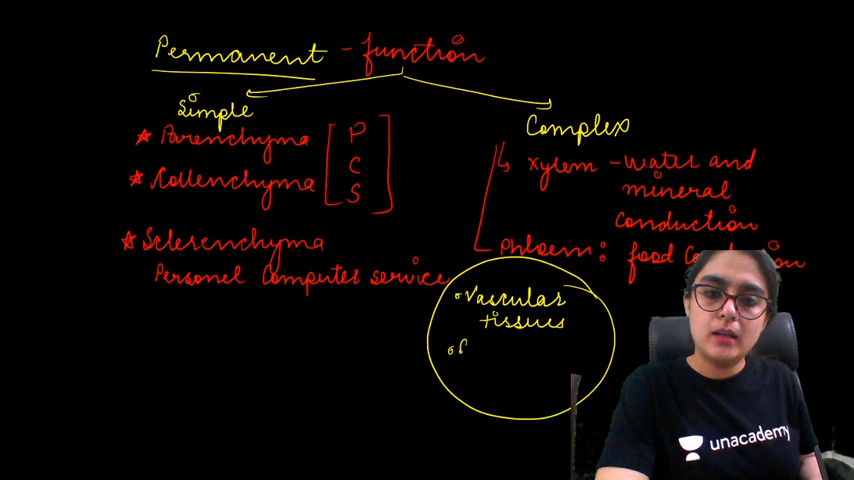 Permanent - function
Simple
Complex
* Parenchyma [ P
* Collenchyma C
S ]
* Sclerenchyma
Personel Computer service
↳ xylem - water and
mineral
conduction
Phloem : food
• Vascular
tissues
unacademy